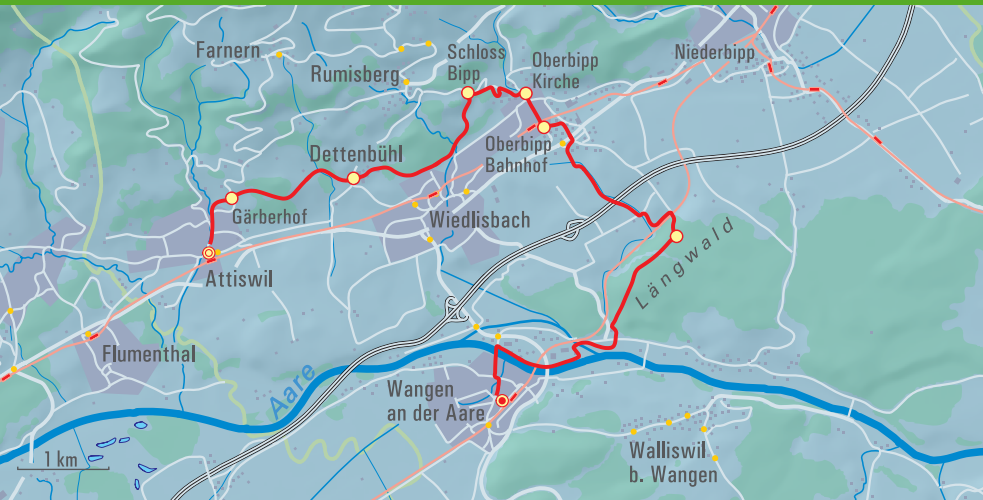 Farnern
Rumisberg
Schloss
Bipp
Oberbipp
Kirche
Niederbipp
Dettenbühl
Oberbipp
Bahnhof
Gärberhof
Wiedlisbach
Längwald
Attiswil
Flumenthal
Aare
Wangen
an der Aare
1 km
Walliswil
b. Wangen